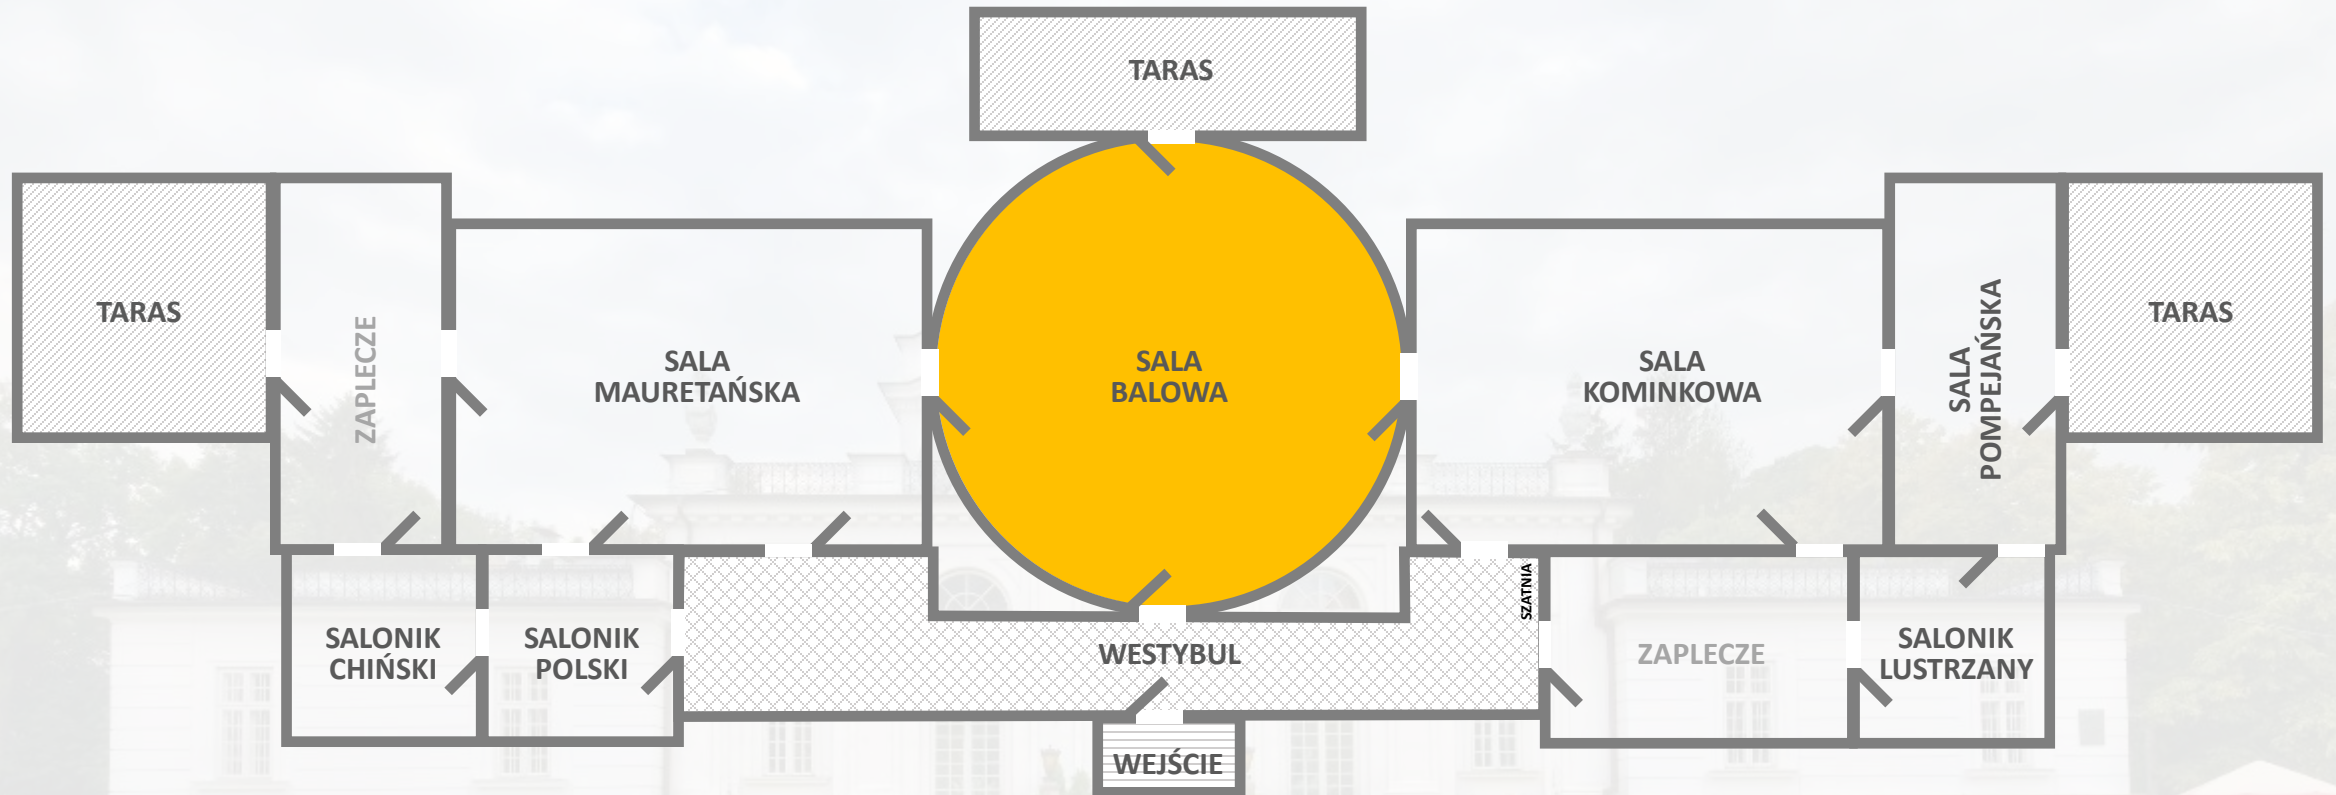 TARAS
TARAS
ZAPLECZE
SALA
MAURETAŃSKA
SALA
BALOWA
SALA
KOMINKOWA
SALA
POMPEJAŃSKA
TARAS
SALONIK
CHIŃSKI
SALONIK
POLSKI
WESTYBUL
SZATNIA
ZAPLECZE
SALONIK
LUSTRZANY
WEJŚCIE